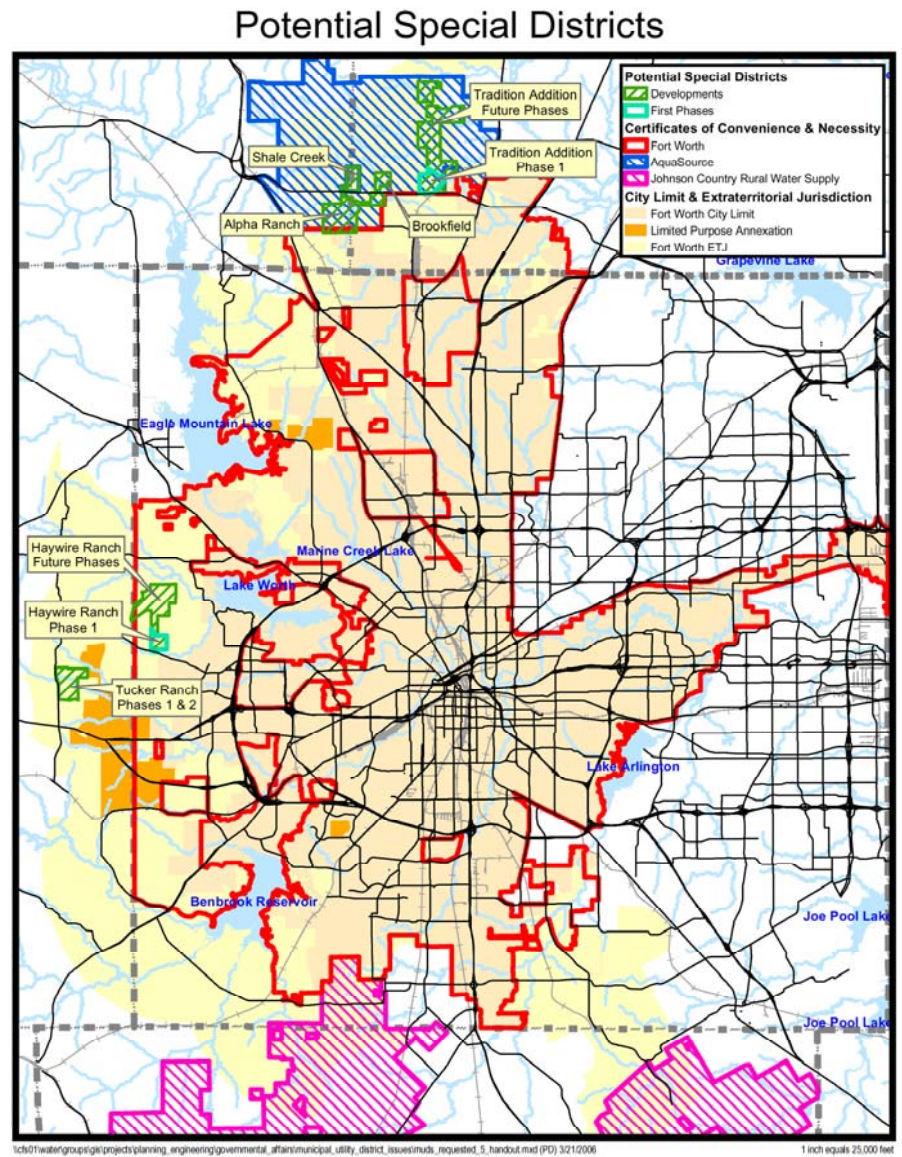 Potential Special Districts
Potential Special Districts
Developments
First Phases
Certificates of Convenience & Necessity
Fort Worth
AquaSource
Johnson Country Rural Water Supply
City Limit & Extraterritorial Jurisdiction
Fort Worth City Limit
Limited Purpose Annexation
Fort Worth ETJ
Tradition Addition
Future Phases
Shale Creek
Tradition Addition
Phase 1
Alpha Ranch
Brookfield
Grapevine Lake
Eagle Mountain Lake
Haywire Ranch
Future Phases
Marine Creek Lake
Lake Worth
Haywire Ranch
Phase 1
Tucker Ranch
Phases 1 & 2
Lake Arlington
Benbrook Reservoir
Joe Pool Lake
Joe Pool Lake
\\cfs01\water\groups\gis\projects\planning_engineering\governmental_affairs\municipal_utility_district_issues\muds_requested_5_handout.mxd (PD) 3/21/2006
1 inch equals 25,000 feet